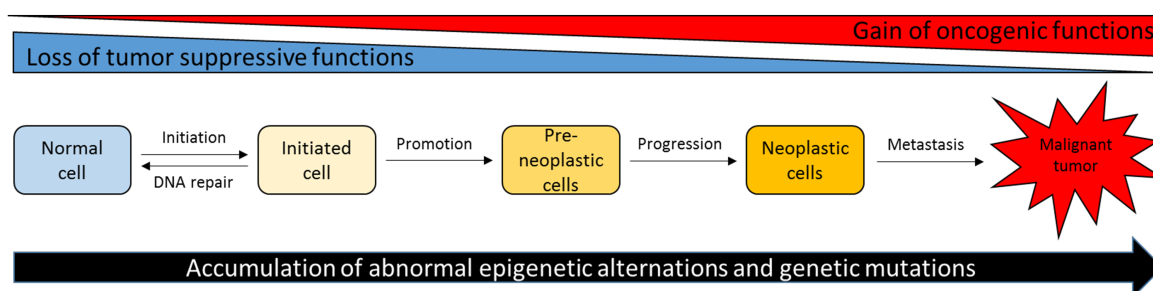 Gain of oncogenic functions
Loss of tumor suppressive functions
Normal
cell
Initiation
DNA repair
Initiated
cell
Promotion
Pre-
neoplastic
cells
Progression
Neoplastic
cells
Metastasis
Malignant
tumor
Accumulation of abnormal epigenetic alternations and genetic mutations